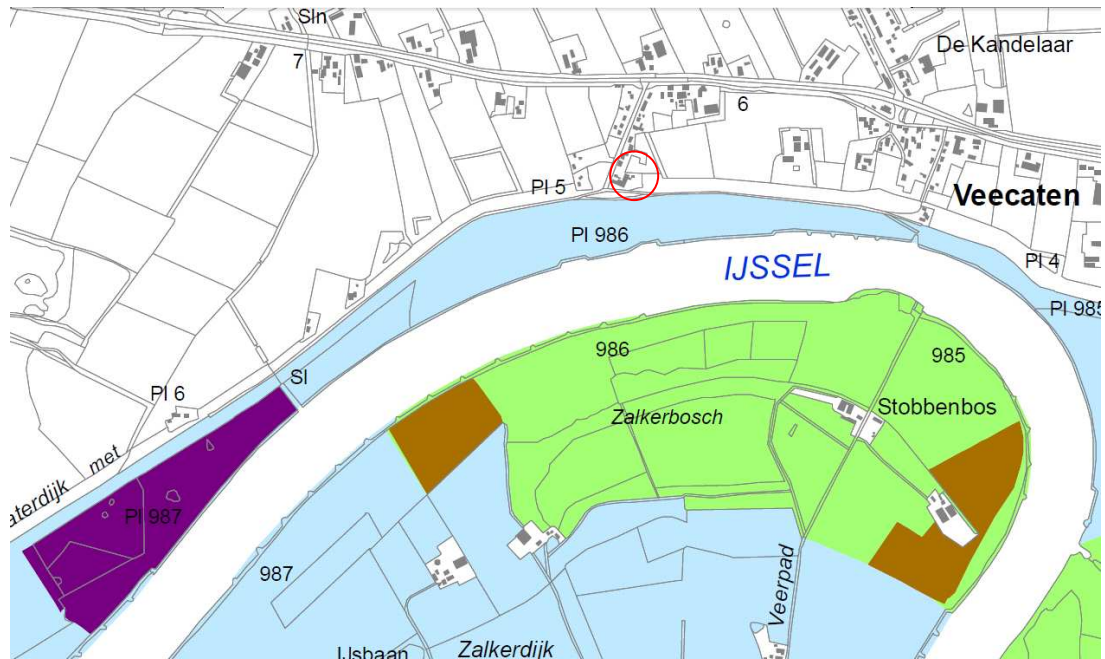 Sln
7
De Kandelaar
6
Pl 5
Veecaten
Pl 986
IJSSEL
Pl 4
Pl 985
986
985
Sl
Pl 6
Zalkerbosch
Stobbenbos
met
aterdijk
Pl 987
987
Veerpad
IJsbaan
Zalkerdijk